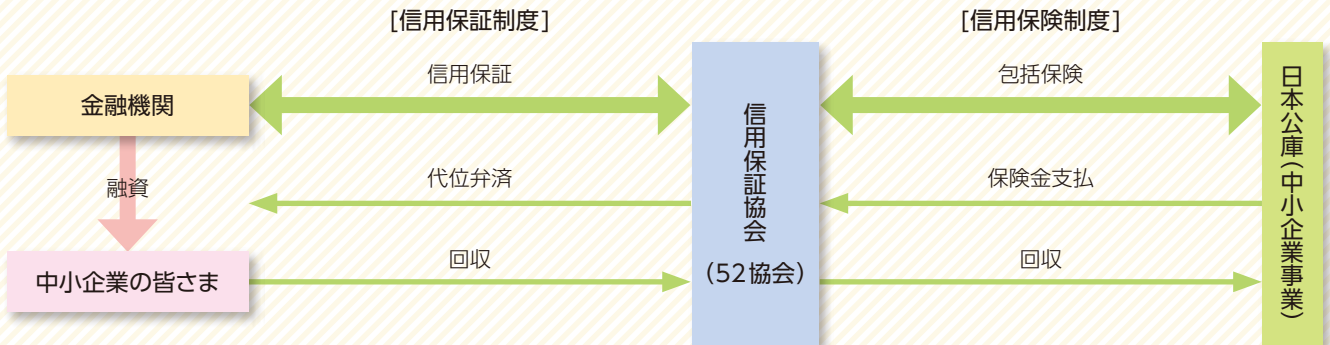 [信用保証制度]
[信用保険制度]
信用保証
包括保険
金融機関
融資
代位弁済
保険金支払
中小企業の皆さま
回収
回収
信用保証協会
(52協会)
日本公庫(中小企業事業)